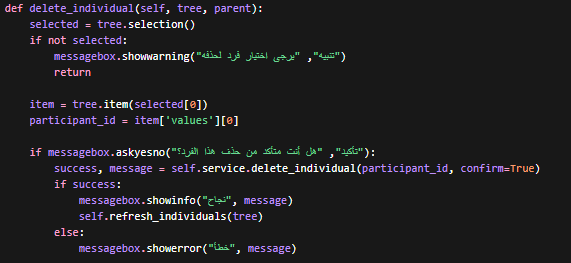 def delete_individual(self, tree, parent):
selected = tree.selection()
if not selected:
messagebox.showwarning("تنبيه", "يرجى اختيار فرد لحذفه")
return
item = tree.item(selected[0])
participant_id = item['values'][0]
if messagebox.askyesno("تأكيد", "هل أنت متأكد من حذف هذا الفرد؟"):
success, message = self.service.delete_individual(participant_id, confirm=True)
if success:
messagebox.showinfo("نجاح", message)
self.refresh_individuals(tree)
else:
messagebox.showerror("خطأ", message)